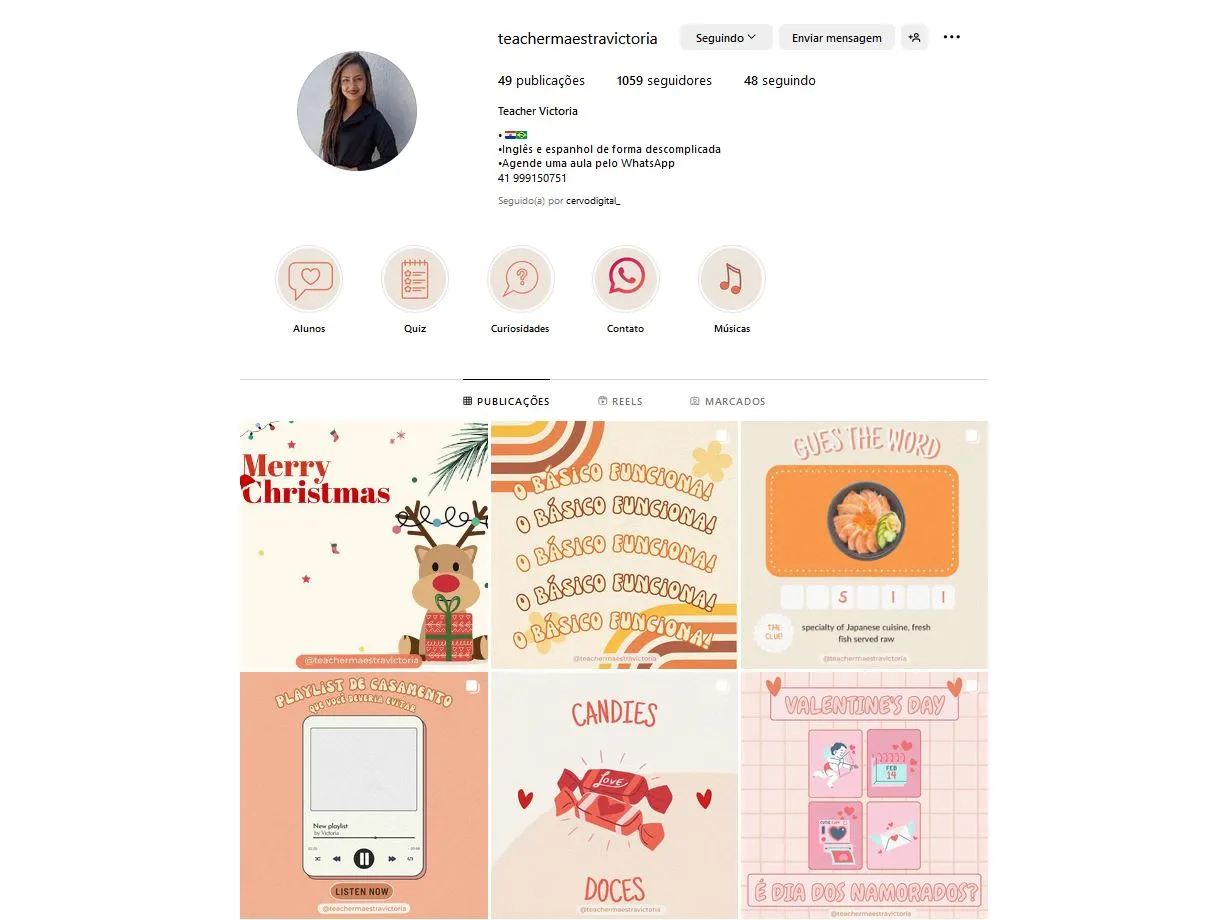 teachermaestravictoria
Seguindo
Enviar mensagem
49 publicações
1059 seguidores
48 seguindo
Teacher Victoria
•
•Inglês e espanhol de forma descomplicada
•Agende uma aula pelo WhatsApp
41 999150751
Seguido(a) por cervodigital_
Alunos
Quiz
Curiosidades
Contato
Músicas
PUBLICAÇÕES
REELS
MARCADOS
Merry
Christmas
@teachermaestravictoria
O BÁSICO FUNCIONA!
O BÁSICO FUNCIONA!
O BÁSICO FUNCIONA!
O BÁSICO FUNCIONA!
O BÁSICO FUNCIONA!
@teachermaestravictoria
GUES THE WORD
S I I
THE
CLUE!
specialty of Japanese cuisine, fresh
fish served raw
@teachermaestravictoria
PLAYLIST DE CASAMENTO
QUE VOCÊ DEVERIA EVITAR
New playlist
by Victoria
LISTEN NOW
@teachermaestravictoria
CANDIES
LOVE
DOCES
@teachermaestravictoria
VALENTINE'S DAY
FEB
14
É DIA DOS NAMORADOS?
@teachermaestravictoria